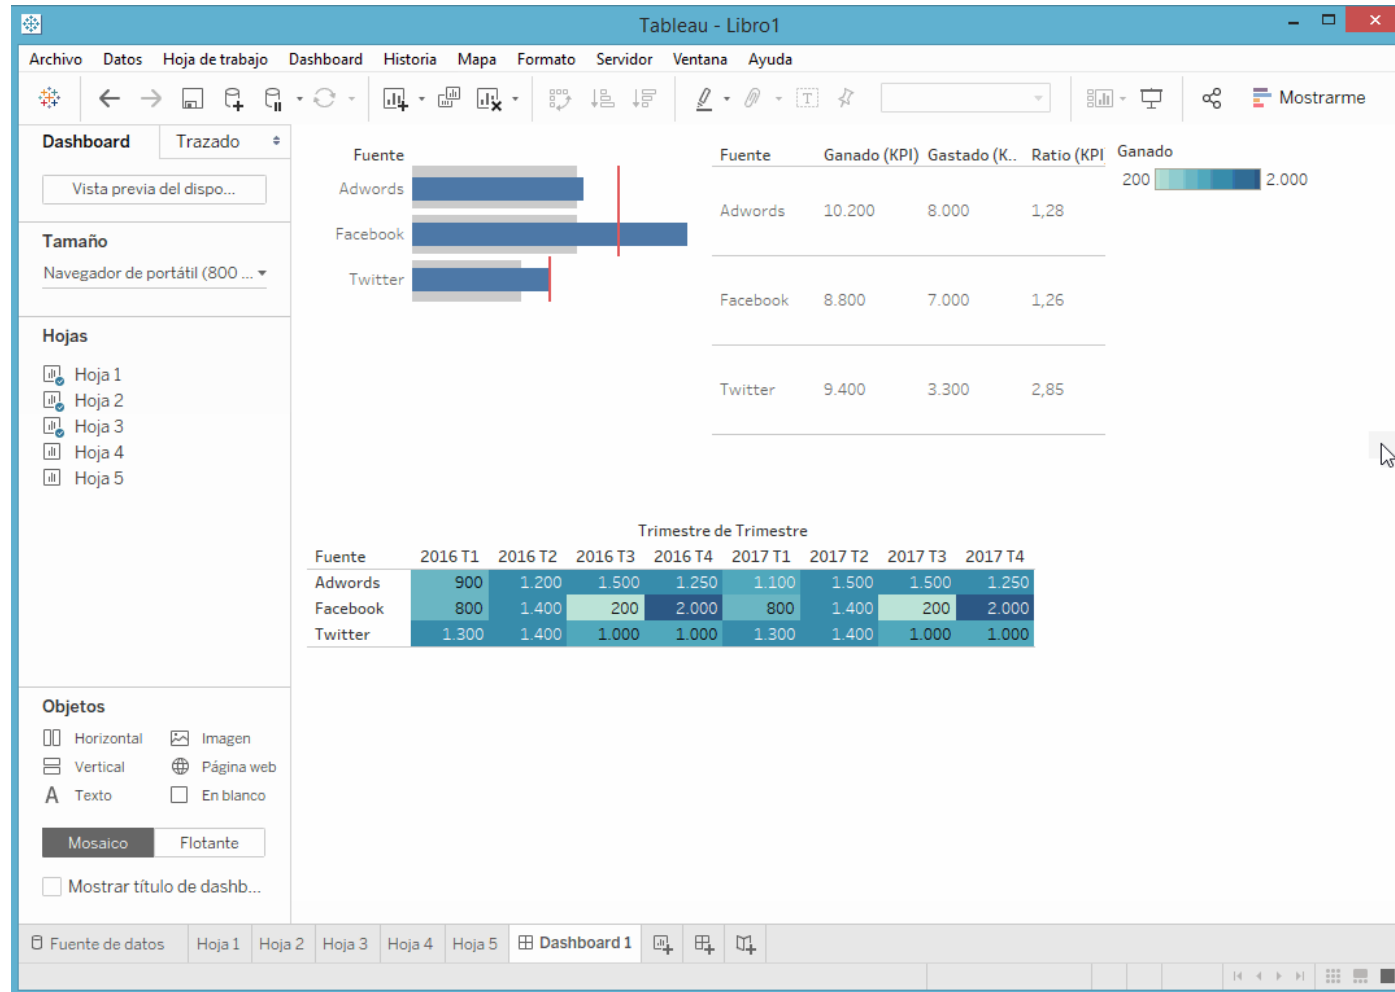 Tableau - Libro1
Archivo Datos Hoja de trabajo Dashboard Historia Mapa Formato Servidor Ventana Ayuda
Mostrarme
Dashboard Trazado
Vista previa del dispo...
Tamaño
Navegador de portátil (800 ...
Hojas
Hoja 1
Hoja 2
Hoja 3
Hoja 4
Hoja 5
Objetos
Horizontal Imagen
Vertical Página web
A Texto En blanco
Mosaico Flotante
Mostrar título de dashb...
Fuente
Adwords
Facebook
Twitter
Fuente Ganado (KPI) Gastado (K.. Ratio (KPI
Adwords 10.200 8.000 1,28
Facebook 8.800 7.000 1,26
Twitter 9.400 3.300 2,85
Ganado
200 2.000
Trimestre de Trimestre
Fuente 2016 T1 2016 T2 2016 T3 2016 T4 2017 T1 2017 T2 2017 T3 2017 T4
Adwords 900 1.200 1.500 1.250 1.100 1.500 1.500 1.250
Facebook 800 1.400 200 2.000 800 1.400 200 2.000
Twitter 1.300 1.400 1.000 1.000 1.300 1.400 1.000 1.000
Fuente de datos Hoja 1 Hoja 2 Hoja 3 Hoja 4 Hoja 5 Dashboard 1